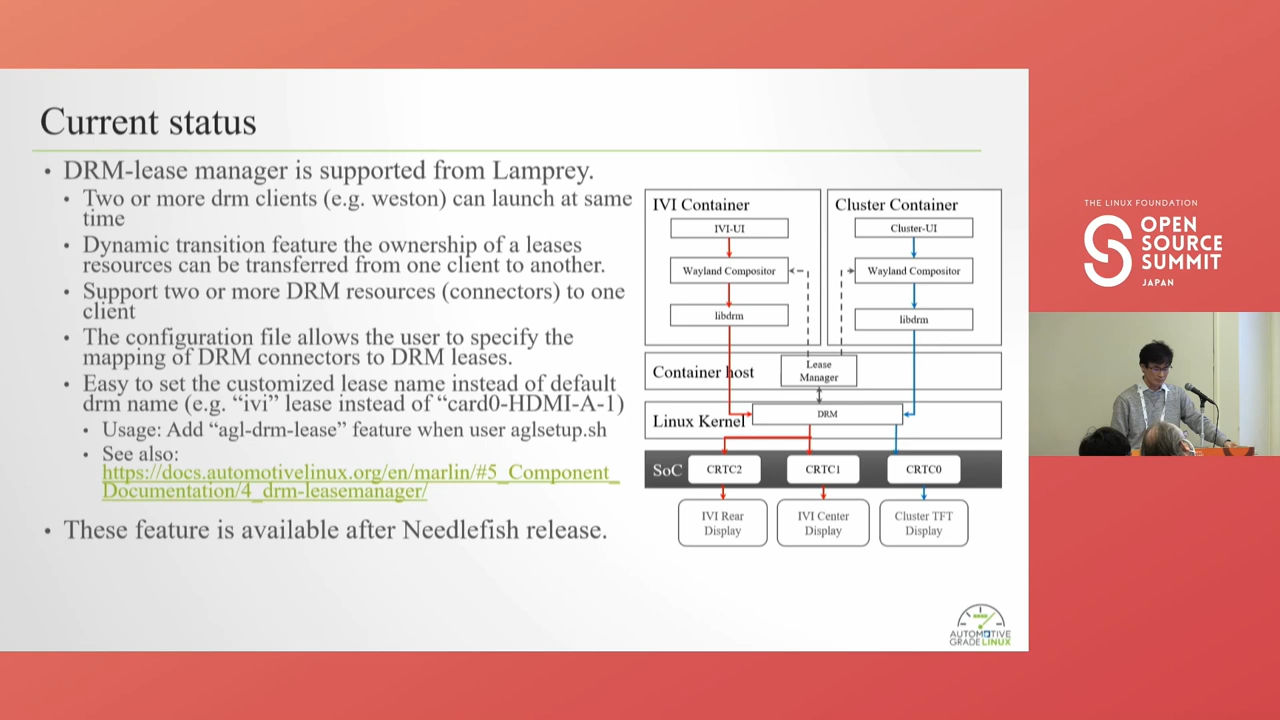 Current status
• DRM-lease manager is supported from Lamprey.
• Two or more drm clients (e.g. weston) can launch at same
time
• Dynamic transition feature the ownership of a leases
resources can be transferred from one client to another.
• Support two or more DRM resources (connectors) to one
client
• The configuration file allows the user to specify the
mapping of DRM connectors to DRM leases.
• Easy to set the customized lease name instead of default
drm name (e.g. “ivi” lease instead of “card0-HDMI-A-1)
• Usage: Add “agl-drm-lease” feature when user aglsetup.sh
• See also:
https://docs.automotivelinux.org/en/marlin/#5_Component_
Documentation/4_drm-leasemanager/
• These feature is available after Needlefish release.
IVI Container
IVI-UI
Wayland Compositor
libdrm
Cluster Container
Cluster-UI
Wayland Compositor
libdrm
Container host
Lease
Manager
Linux Kernel
DRM
SoC
CRTC2
CRTC1
CRTC0
IVI Rear
Display
IVI Center
Display
Cluster TFT
Display
AUTOMOTIVE
GRADE LINUX
THE LINUX FOUNDATION
OPEN
SOURCE
SUMMIT
JAPAN